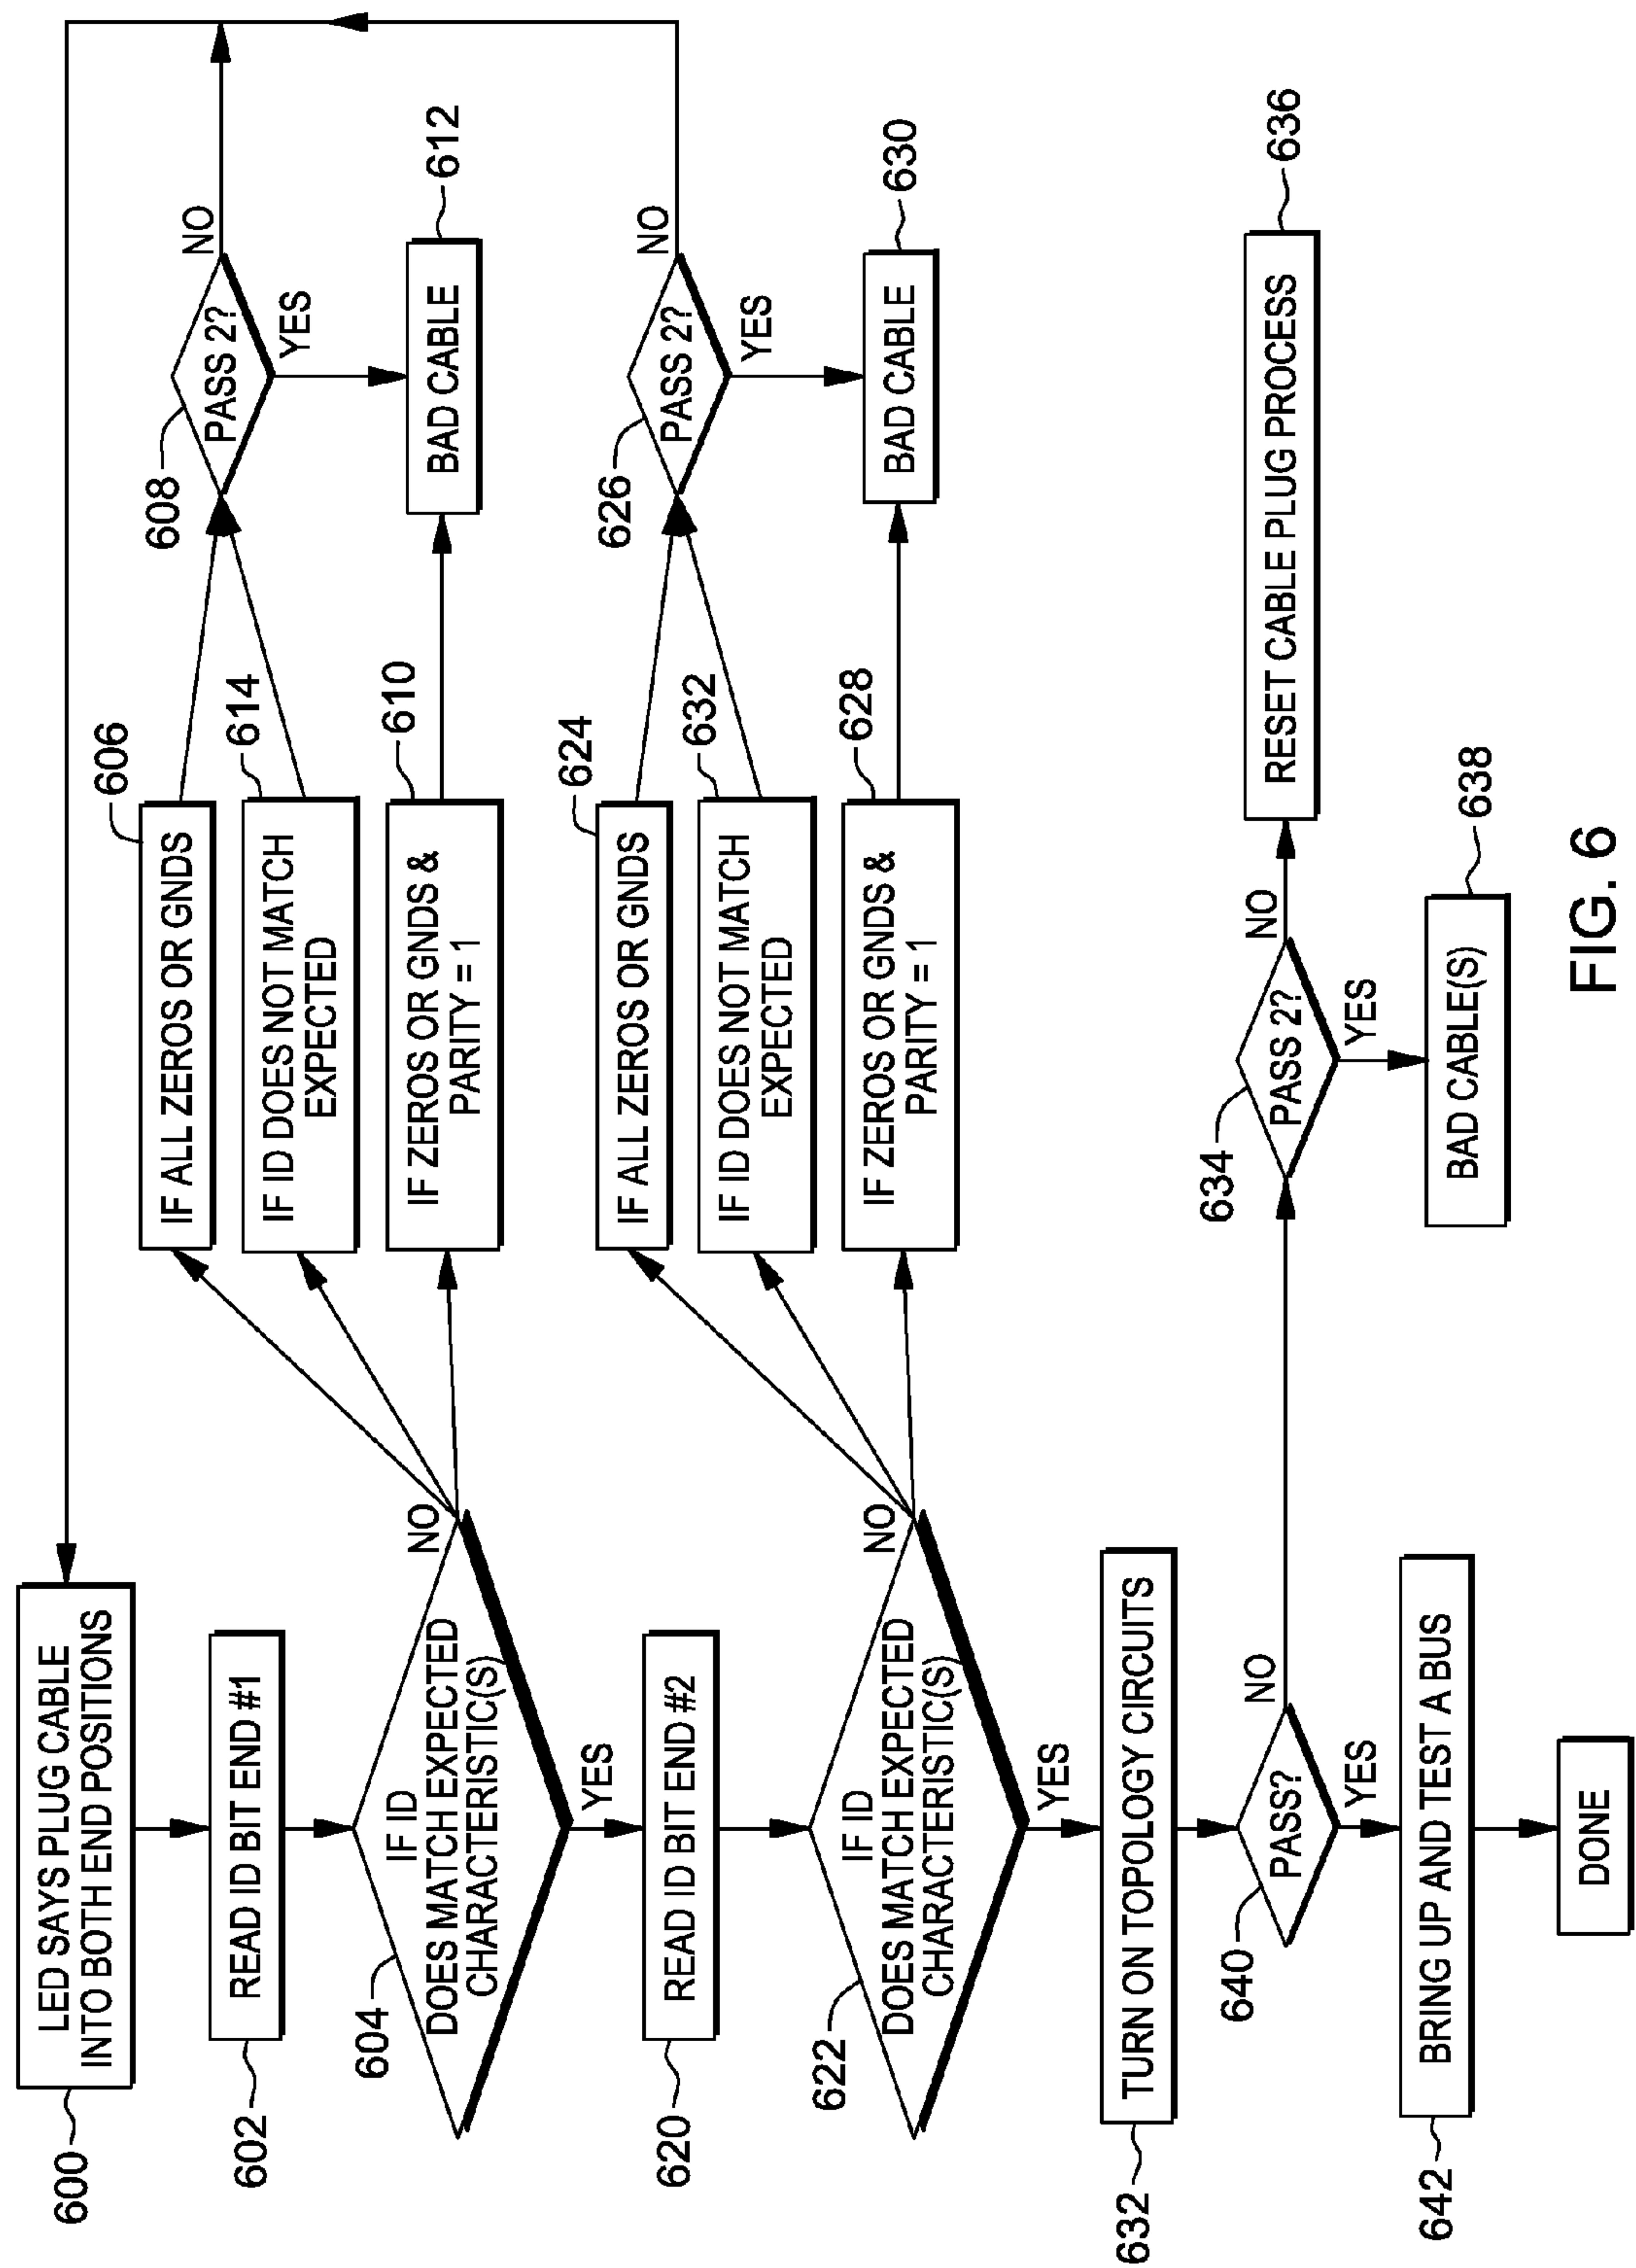 600
LED SAYS PLUG CABLE
INTO BOTH END POSITIONS
602
READ ID BIT END #1
604
IF ID
DOES MATCH EXPECTED
CHARACTERISTIC(S)
NO
YES
606
IF ALL ZEROS OR GNDS
614
IF ID DOES NOT MATCH
EXPECTED
610
IF ZEROS OR GNDS &
PARITY = 1
608
PASS 2?
NO
YES
612
BAD CABLE
620
READ ID BIT END #2
622
IF ID
DOES MATCH EXPECTED
CHARACTERISTIC(S)
NO
YES
624
IF ALL ZEROS OR GNDS
632
IF ID DOES NOT MATCH
EXPECTED
628
IF ZEROS OR GNDS &
PARITY = 1
626
PASS 2?
NO
YES
630
BAD CABLE
632
TURN ON TOPOLOGY CIRCUITS
640
PASS?
NO
YES
634
PASS 2?
NO
YES
636
RESET CABLE PLUG PROCESS
638
BAD CABLE(S)
642
BRING UP AND TEST A BUS
DONE
FIG. 6